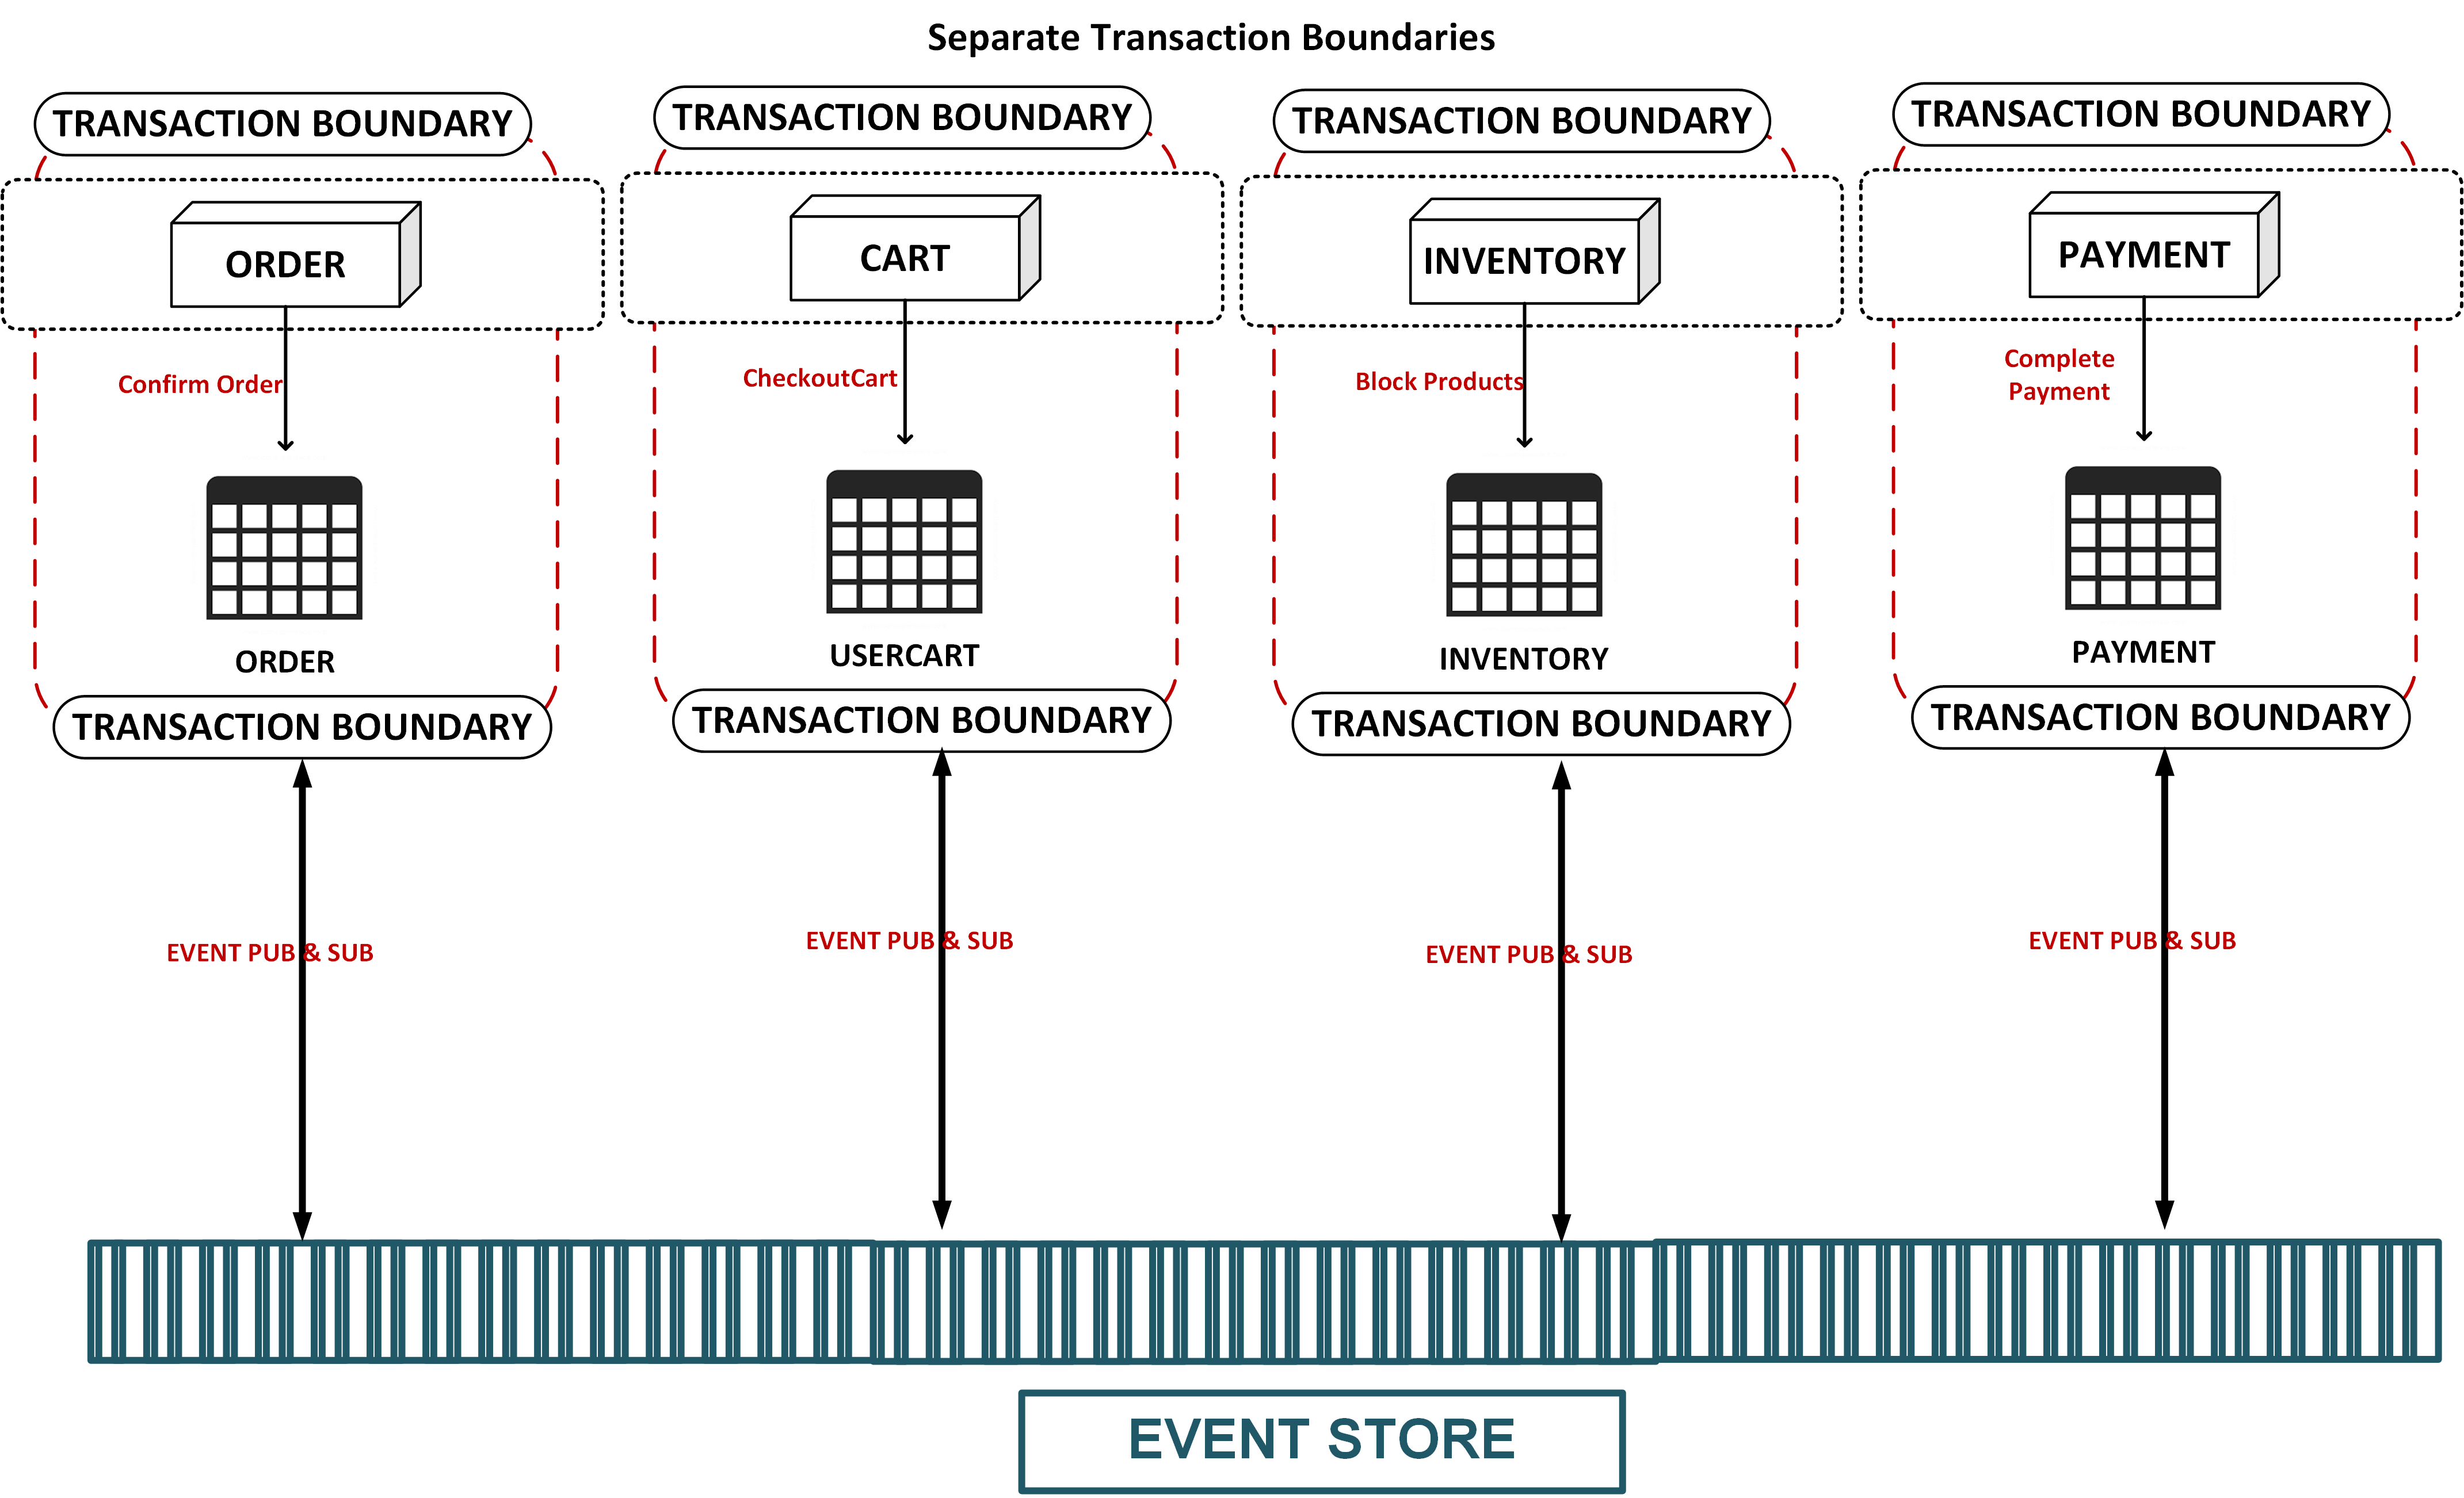 Separate Transaction Boundaries
TRANSACTION BOUNDARY
TRANSACTION BOUNDARY
TRANSACTION BOUNDARY
TRANSACTION BOUNDARY
ORDER
CART
INVENTORY
PAYMENT
Confirm Order
CheckoutCart
Block Products
Complete
Payment
ORDER
USERCART
INVENTORY
PAYMENT
TRANSACTION BOUNDARY
TRANSACTION BOUNDARY
TRANSACTION BOUNDARY
TRANSACTION BOUNDARY
EVENT PUB & SUB
EVENT PUB & SUB
EVENT PUB & SUB
EVENT PUB & SUB
EVENT STORE